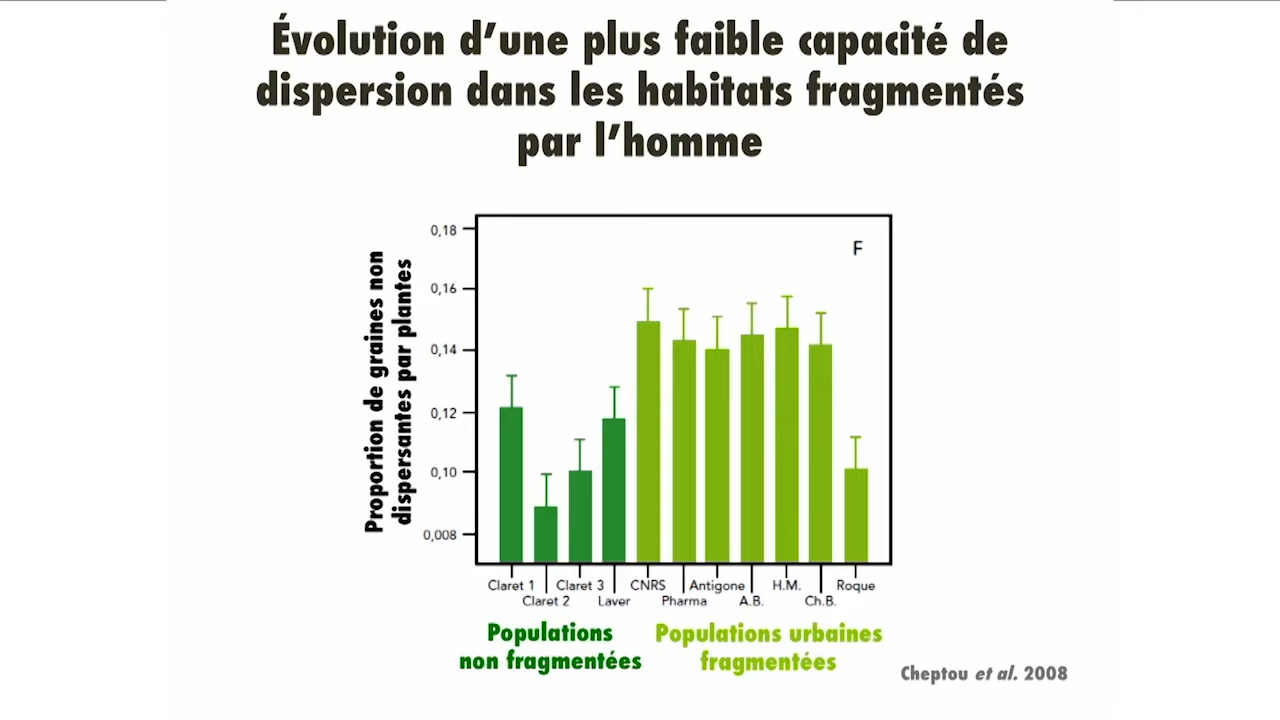 Évolution d’une plus faible capacité de
dispersion dans les habitats fragmentés
par l’homme
Proportion de graines non
dispersantes par plantes
0,18
0,16
0,14
0,12
0,10
0,008
F
Claret 1
Claret 2
Claret 3
Laver
CNRS
Pharma
Antigone
A.B.
H.M.
Ch.B.
Roque
Populations
non fragmentées
Populations urbaines
fragmentées
Cheptou et al. 2008